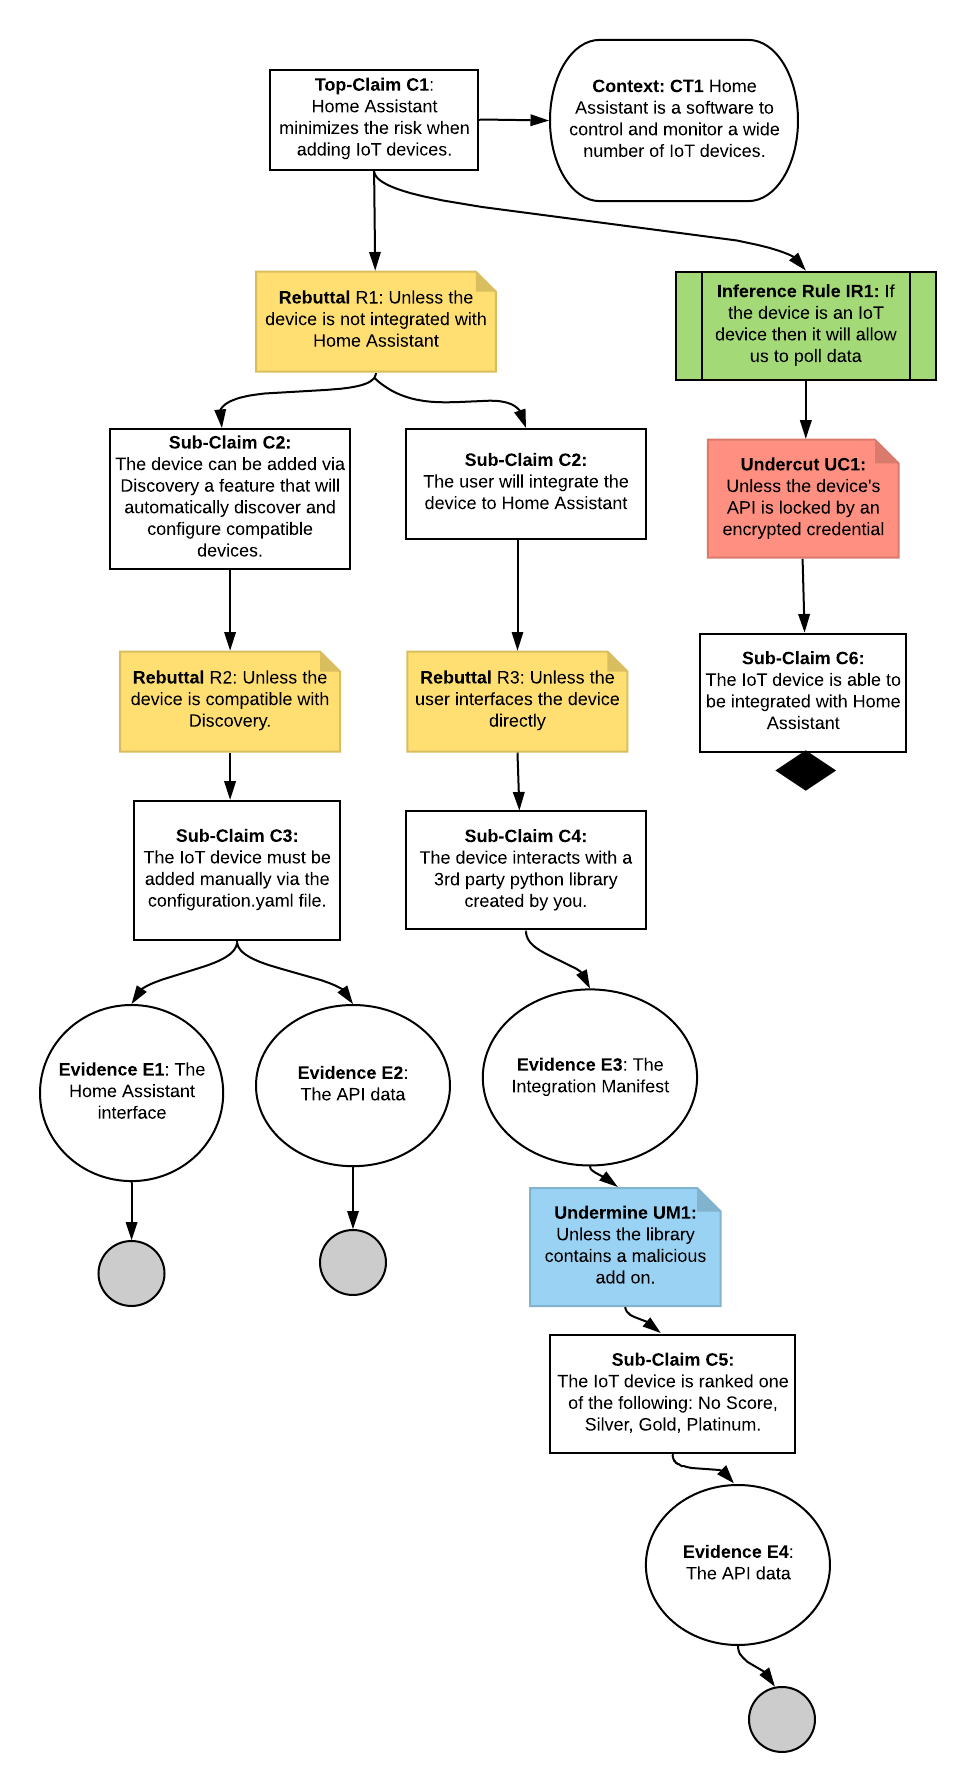 Top-Claim C1:
Home Assistant
minimizes the risk when
adding IoT devices.
Context: CT1 Home
Assistant is a software to
control and monitor a wide
number of IoT devices.
Rebuttal R1: Unless the
device is not integrated with
Home Assistant
Inference Rule IR1: If
the device is an IoT
device then it will allow
us to poll data
Sub-Claim C2:
The device can be added via
Discovery a feature that will
automatically discover and
configure compatible
devices.
Sub-Claim C2:
The user will integrate the
device to Home Assistant
Undercut UC1:
Unless the device's
API is locked by an
encrypted credential
Rebuttal R2: Unless the
device is compatible with
Discovery.
Rebuttal R3: Unless the
user interfaces the device
directly
Sub-Claim C6:
The IoT device is able to
be integrated with Home
Assistant
Sub-Claim C3:
The IoT device must be
added manually via the
configuration.yaml file.
Sub-Claim C4:
The device interacts with a
3rd party python library
created by you.
Evidence E1: The
Home Assistant
interface
Evidence E2:
The API data
Evidence E3: The
Integration Manifest
Undermine UM1:
Unless the library
contains a malicious
add on.
Sub-Claim C5:
The IoT device is ranked one
of the following: No Score,
Silver, Gold, Platinum.
Evidence E4:
The API data